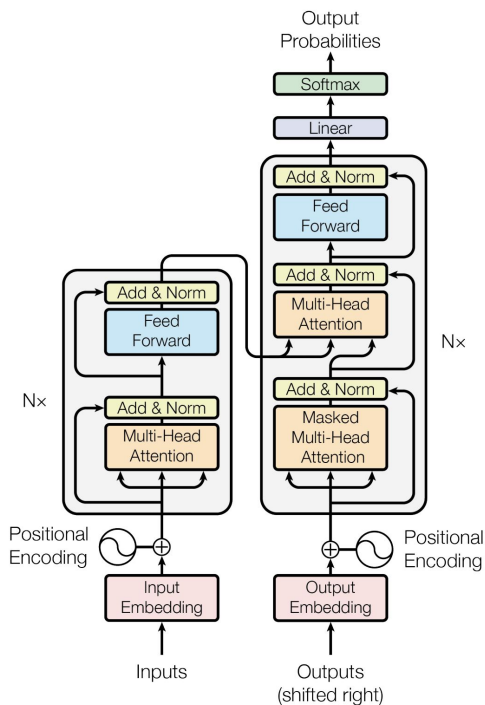 Output
Probabilities
Softmax
Linear
Add & Norm
Feed
Forward
Add & Norm
Multi-Head
Attention
Add & Norm
Masked
Multi-Head
Attention
N×
Positional
Encoding
Output
Embedding
Outputs
(shifted right)
Add & Norm
Feed
Forward
Add & Norm
Multi-Head
Attention
N×
Positional
Encoding
Input
Embedding
Inputs